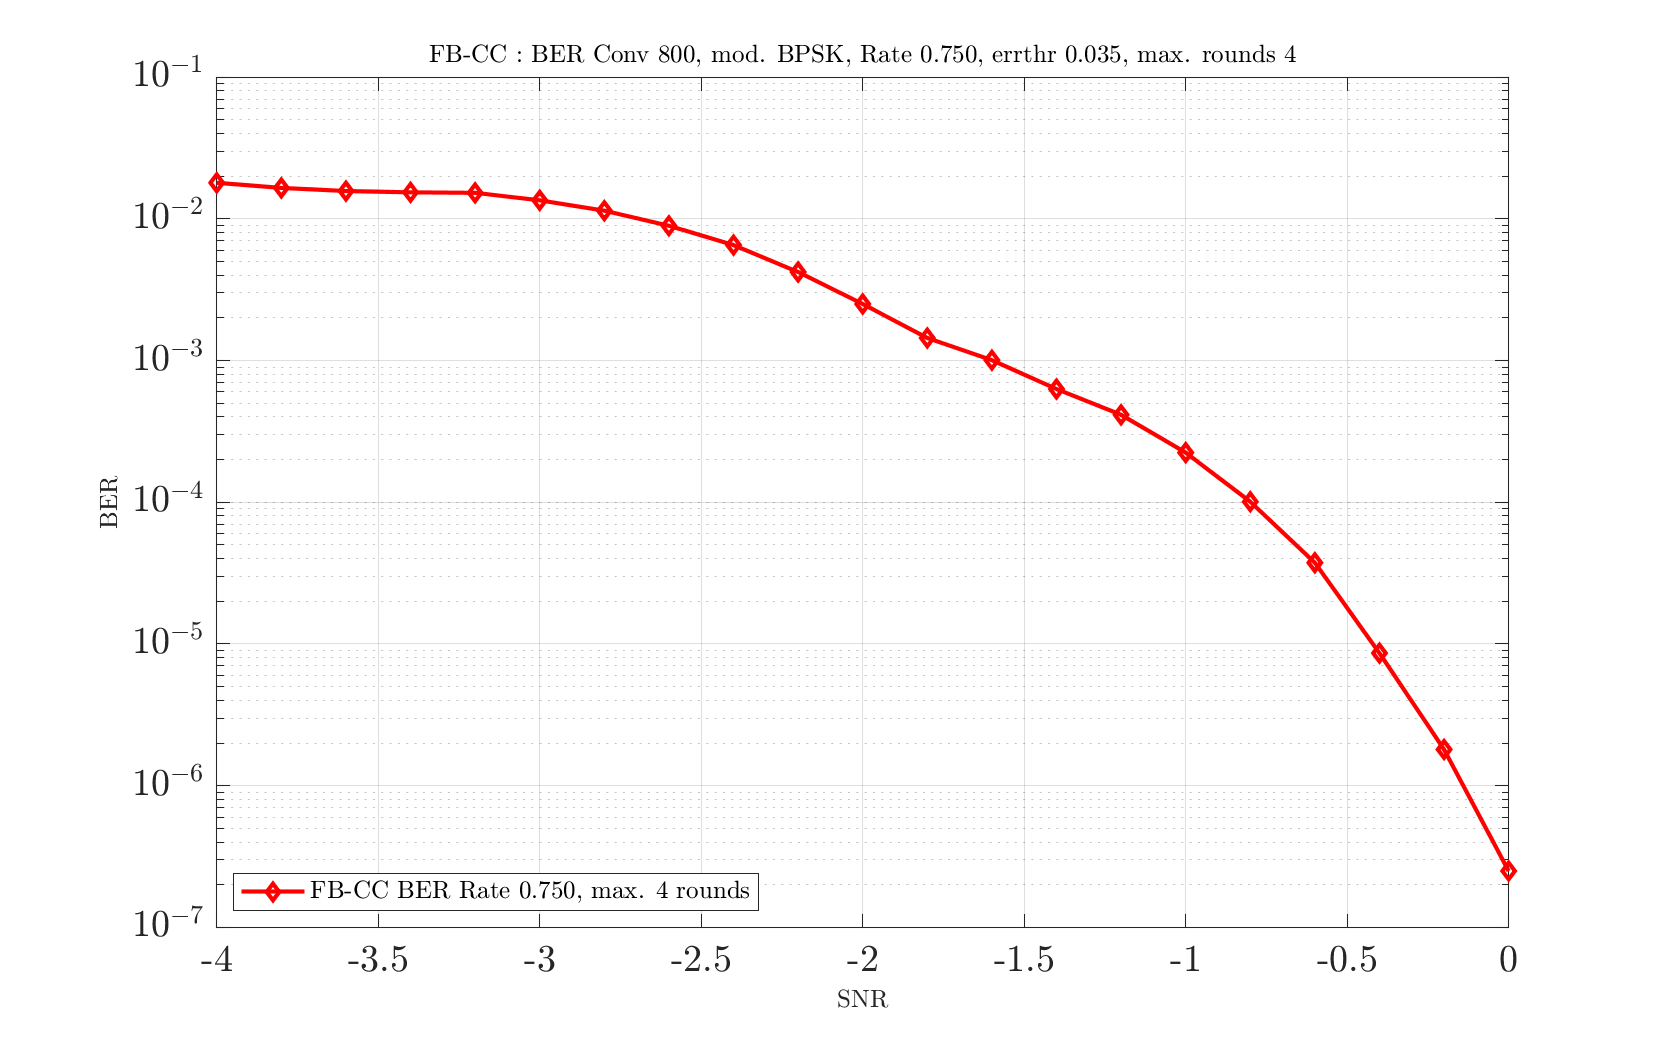 FB-CC : BER Conv 800, mod. BPSK, Rate 0.750, errthr 0.035, max. rounds 4
10^{-1}
10^{-2}
10^{-3}
10^{-4}
10^{-5}
10^{-6}
10^{-7}
BER
FB-CC BER Rate 0.750, max. 4 rounds
-4 -3.5 -3 -2.5 -2 -1.5 -1 -0.5 0
SNR